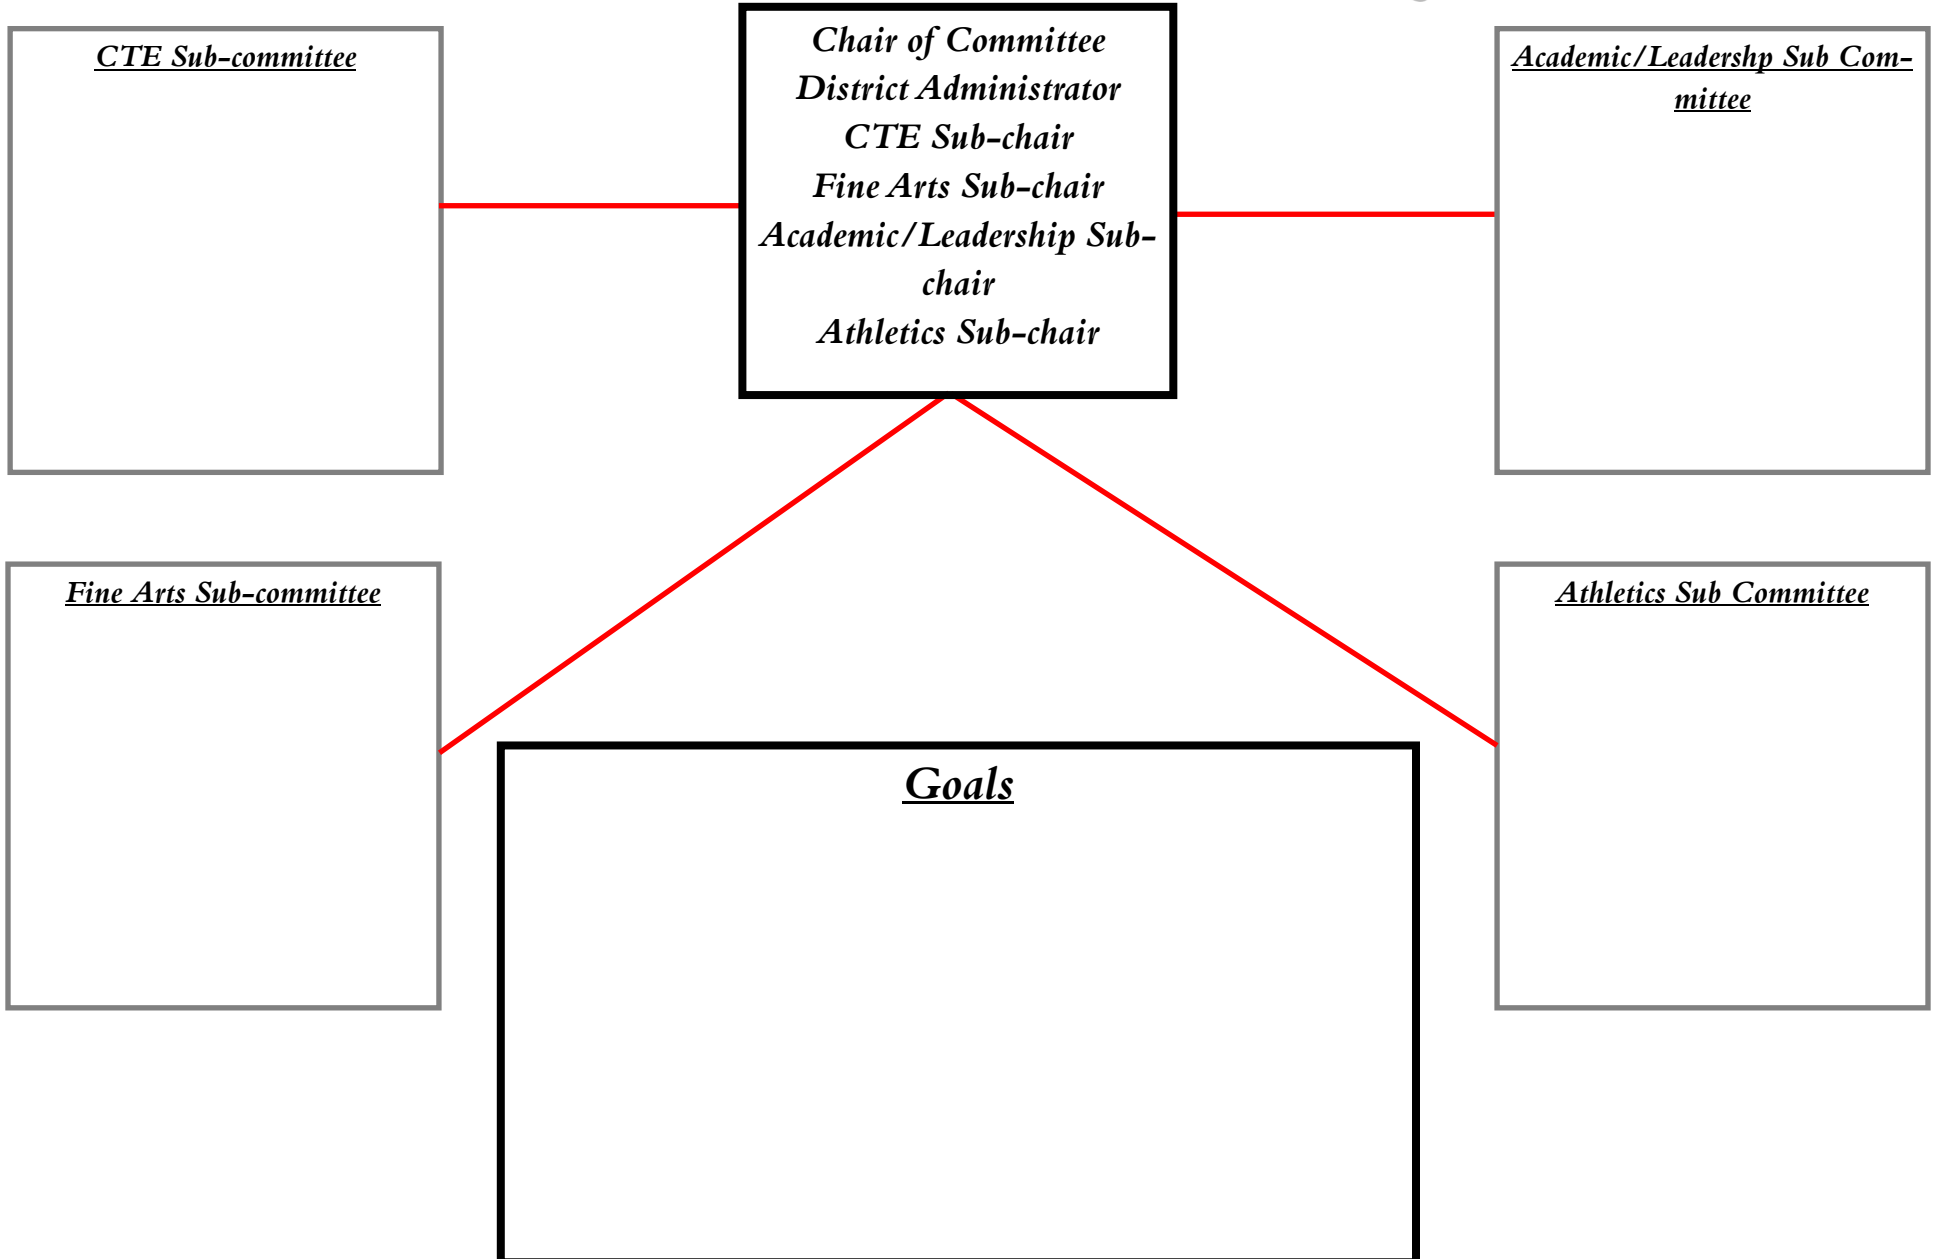 CTE Sub-committee
Chair of Committee
District Administrator
CTE Sub-chair
Fine Arts Sub-chair
Academic/Leadership Sub-
chair
Athletics Sub-chair
Academic/Leadershp Sub Com-
mittee
Fine Arts Sub-committee
Athletics Sub Committee
Goals